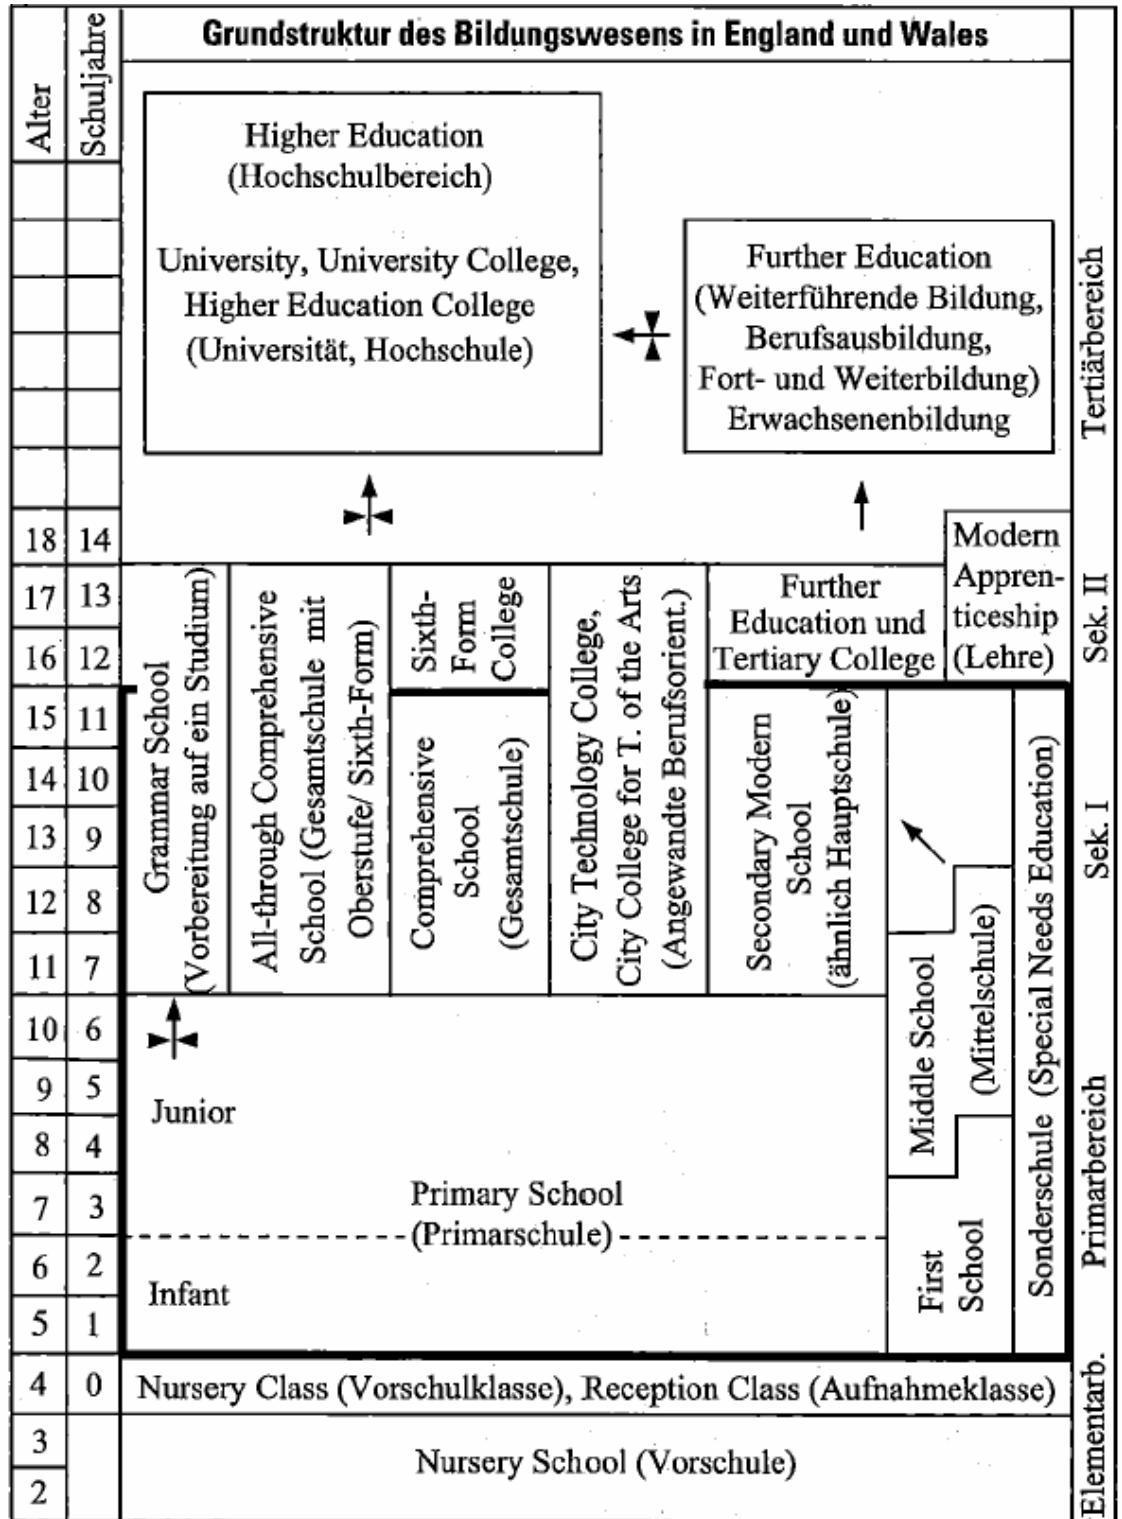 Grundstruktur des Bildungswesens in England und Wales
Alter
Schuljahre
Higher Education
(Hochschulbereich)
University, University College,
Higher Education College
(Universität, Hochschule)
Further Education
(Weiterführende Bildung,
Berufsausbildung,
Fort- und Weiterbildung)
Erwachsenenbildung
Tertiärbereich
18 14
17 13
16 12
15 11
14 10
13 9
12 8
11 7
10 6
9 5
8 4
7 3
6 2
5 1
4 0
3
2
Grammar School
(Vorbereitung auf ein Studium)
All-through Comprehensive
School (Gesamtschule mit
Oberstufe/ Sixth-Form)
Sixth-
Form
College
Comprehensive
School
(Gesamtschule)
City Technology College,
City College for T. of the Arts
(Angewandte Berufsorient.)
Further
Education und
Tertiary College
Modern
Appren-
ticeship
(Lehre)
Sek. II
Secondary Modern
School
(ähnlich Hauptschule)
Sek. I
Middle School
(Mittelschule)
Sonderschule (Special Needs Education)
Junior
Primary School
(Primarschule)
Infant
First
School
Primarbereich
Nursery Class (Vorschulklasse), Reception Class (Aufnahmeklasse)
Nursery School (Vorschule)
Elementarb.